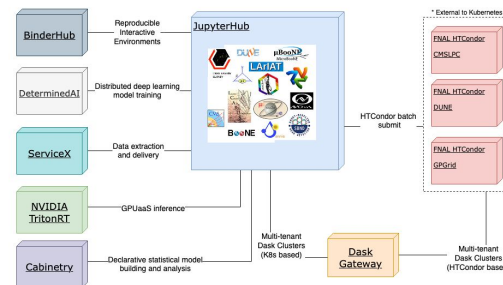 * External to Kubernetes
BinderHub
Reproducible
Interactive
Environments
JupyterHub
DUNE
µBooNE
LArIAT
BooNE
SBND
DeterminedAI
Distributed deep learning
model training
ServiceX
Data extraction
and delivery
NVIDIA
TritonRT
GPUaaS inference
Cabinetry
Declarative statistical model
building and analysis
HTCondor batch
submit
FNAL HTCondor
CMSLPC
FNAL HTCondor
DUNE
FNAL HTCondor
GPGrid
Multi-tenant
Dask Clusters
(K8s based)
Dask
Gateway
Multi-tenant
Dask Clusters
(HTCondor base